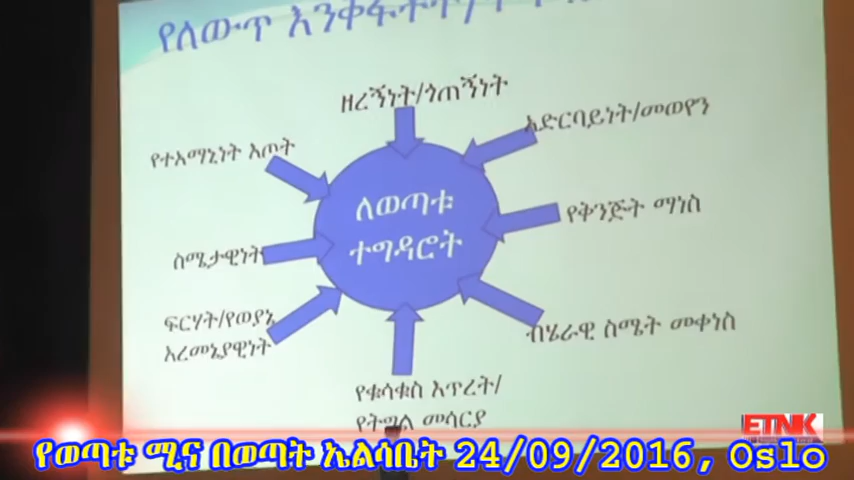 የለውጥ እንቅፋቶች/
ዘረኝነት/ጎጠኝነት
አድርባይነት/መወየን
የተአማኒነት እጦት
ለወጣቱ
ተግዳሮት
የቅንጅት ማነስ
ስሜታዊነት
ፍርሃት/የወያኔ
አረመኔያዊነት
ብሄራዊ ስሜት መቀነስ
የቁሳቁስ እጥረት/
የትግል መሳርያ
ETNK
የወጣቱ ሚና በወጣት ኤልሳቤት 24/09/2016, Oslo